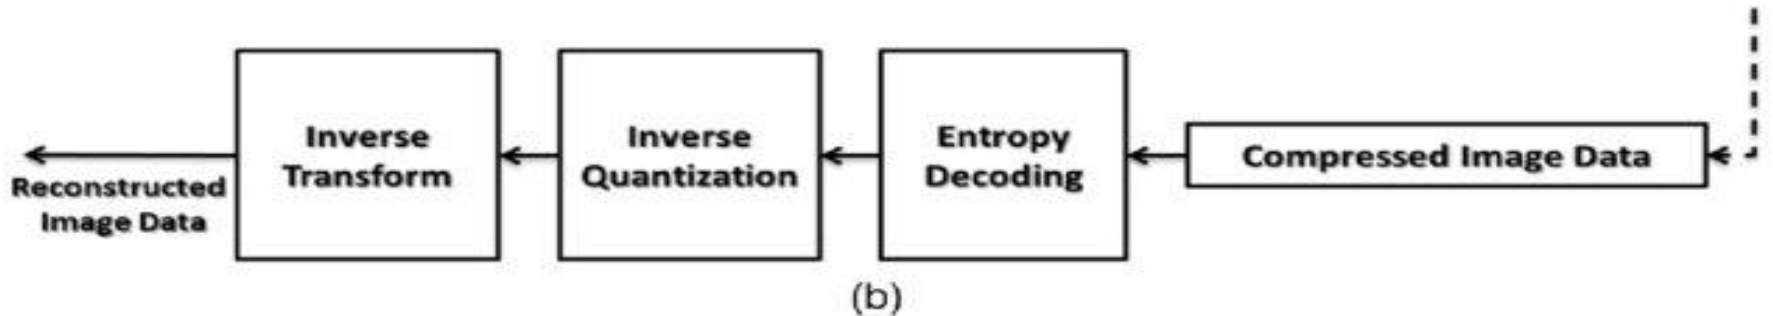 Inverse
Transform
Inverse
Quantization
Entropy
Decoding
Compressed Image Data
Reconstructed
Image Data
(b)